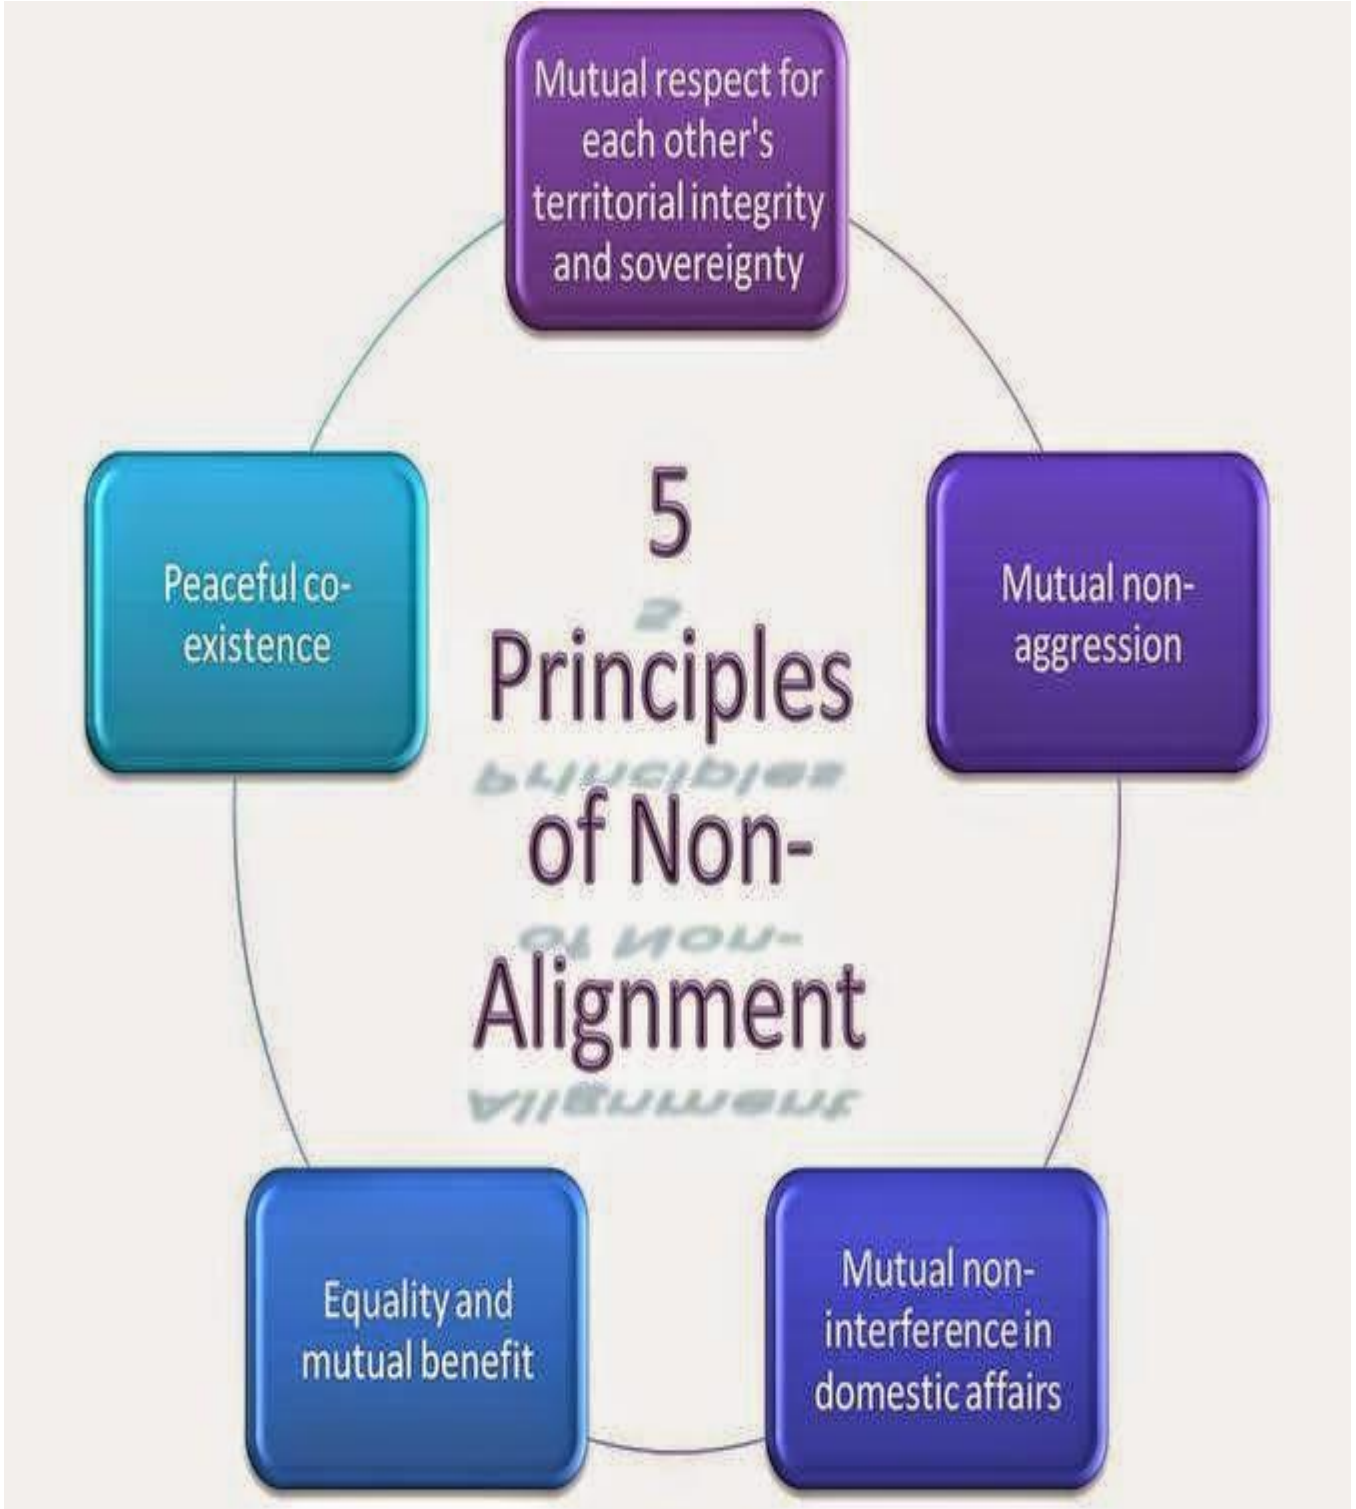 Mutual respect for
each other's
territorial integrity
and sovereignty
Mutual non-
aggression
Mutual non-
interference in
domestic affairs
Equality and
mutual benefit
Peaceful co-
existence
5
Principles
of Non-
Alignment